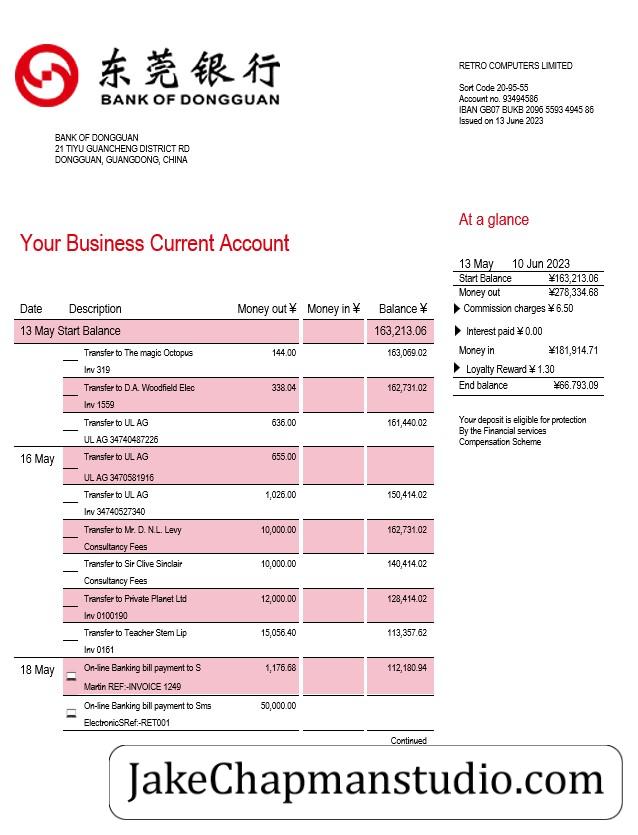 东莞银行
BANK OF DONGGUAN
RETRO COMPUTERS LIMITED
Sort Code 20-95-55
Account no. 93494586
IBAN GB07 BUKB 2096 5593 4945 86
Issued on 13 June 2023
BANK OF DONGGUAN
21 TIYU GUANCHENG DISTRICT RD
DONGGUAN, GUANGDONG, CHINA
At a glance
Your Business Current Account
13 May 10 Jun 2023
Start Balance ¥163,213.06
Money out ¥278,334.68
Commission charges ¥ 6.50
Interest paid ¥ 0.00
Money in ¥181,914.71
Loyalty Reward ¥ 1.30
End balance ¥66.793.09
Your deposit is eligible for protection
By the Financial services
Compensation Scheme
Date Description Money out ¥ Money in ¥ Balance ¥
13 May Start Balance 163,213.06
Transfer to The magic Octopus 144.00 163,069.02
Inv 319
Transfer to D.A. Woodfield Elec 338.04 162,731.02
Inv 1559
Transfer to UL AG 636.00 161,440.02
UL AG 34740487226
16 May Transfer to UL AG 655.00
UL AG 3470581916
Transfer to UL AG 1,026.00 150,414.02
Inv 34740527340
Transfer to Mr. D. N.L. Levy 10,000.00 162,731.02
Consultancy Fees
Transfer to Sir Clive Sinclair 10,000.00 140,414.02
Consultancy Fees
Transfer to Private Planet Ltd 12,000.00 128,414.02
Inv 0100190
Transfer to Teacher Stem Lip 15,056.40 113,357.62
Inv 0161
18 May On-line Banking bill payment to S 1,176.68 112,180.94
Martin REF:-INVOICE 1249
On-line Banking bill payment to Sms 50,000.00
ElectronicSRef:-RET001
Continued
JakeChapmanstudio.com